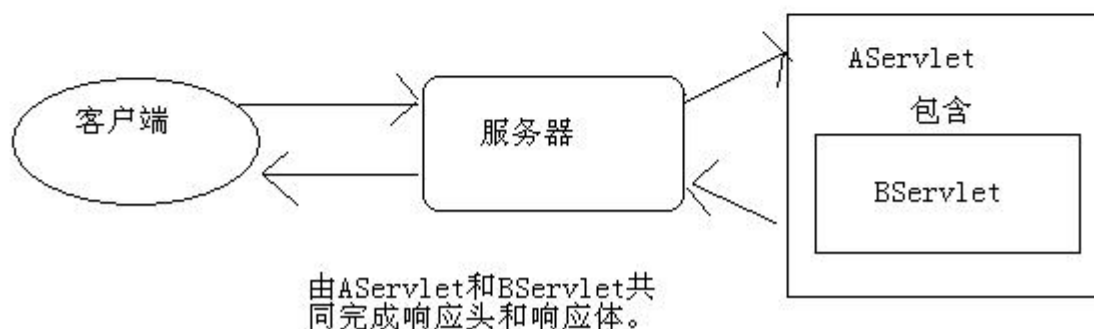 客户端
服务器
AServlet
包含
BServlet
由AServlet和BServlet共
同完成响应头和响应体。